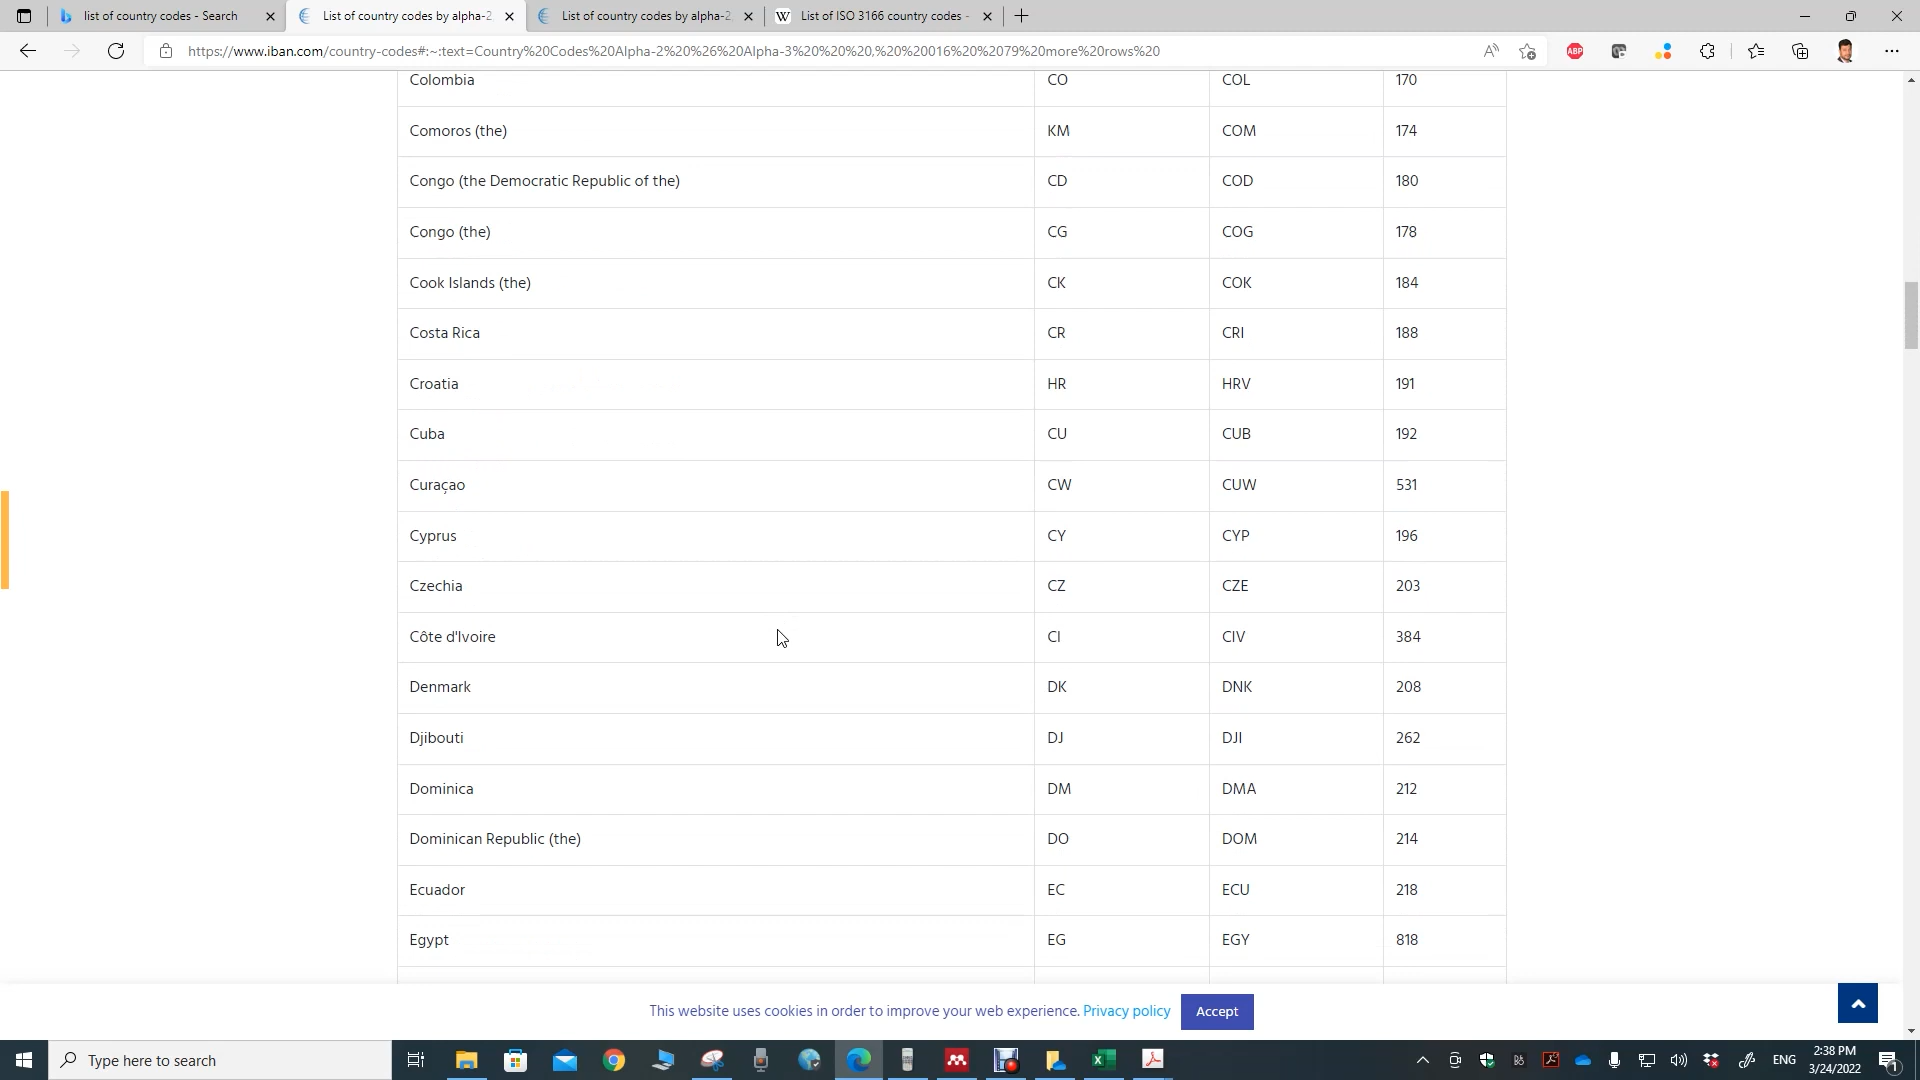 list of country codes - Search
List of country codes by alpha-2
List of country codes by alpha-2
W List of ISO 3166 country codes -
https://www.iban.com/country-codes#:~:text=Country%20Codes%20Alpha-2%20%26%20Alpha-3%20%20%20,%20%20016%20%2079%20more%20rows%20
ABP
Colombia CO COL 170
Comoros (the) KM COM 174
Congo (the Democratic Republic of the) CD COD 180
Congo (the) CG COG 178
Cook Islands (the) CK COK 184
Costa Rica CR CRI 188
Croatia HR HRV 191
Cuba CU CUB 192
Curaçao CW CUW 531
Cyprus CY CYP 196
Czechia CZ CZE 203
Côte d'Ivoire CI CIV 384
Denmark DK DNK 208
Djibouti DJ DJI 262
Dominica DM DMA 212
Dominican Republic (the) DO DOM 214
Ecuador EC ECU 218
Egypt EG EGY 818
This website uses cookies in order to improve your web experience. Privacy policy Accept
Type here to search
ENG
2:38 PM
3/24/2022
1